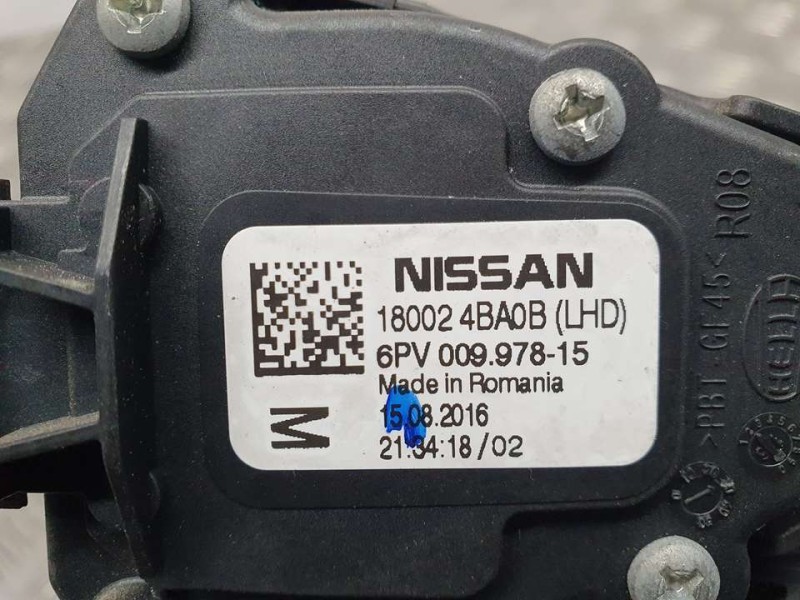 NISSAN
18002 4BA0B (LHD)
6PV 009.978-15
Made in Romania
15.08.2016
21:34:18/02
M
>PBT-GF45< R08
HELLA